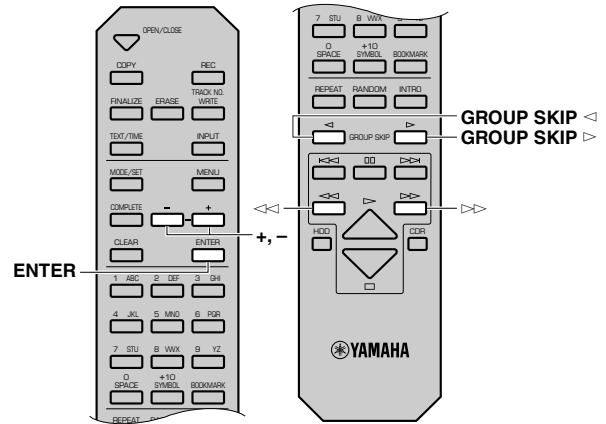 OPEN/CLOSE
COPY REC
FINALIZE ERASE TRACK NO. WRITE
TEXT/TIME INPUT
MODE/SET MENU
COMPLETE – +
CLEAR ENTER
1 ABC 2 DEF 3 GHI
4 JKL 5 MNO 6 PQR
7 STU 8 VWX 9 YZ
0 SPACE +10 SYMBOL BOOKMARK
REPEAT
+, –
ENTER
7 STU 8 VWX
0 SPACE +10 SYMBOL BOOKMARK
REPEAT RANDOM INTRO
GROUP SKIP
HDD CDR
YAMAHA
GROUP SKIP ◁
GROUP SKIP ▷